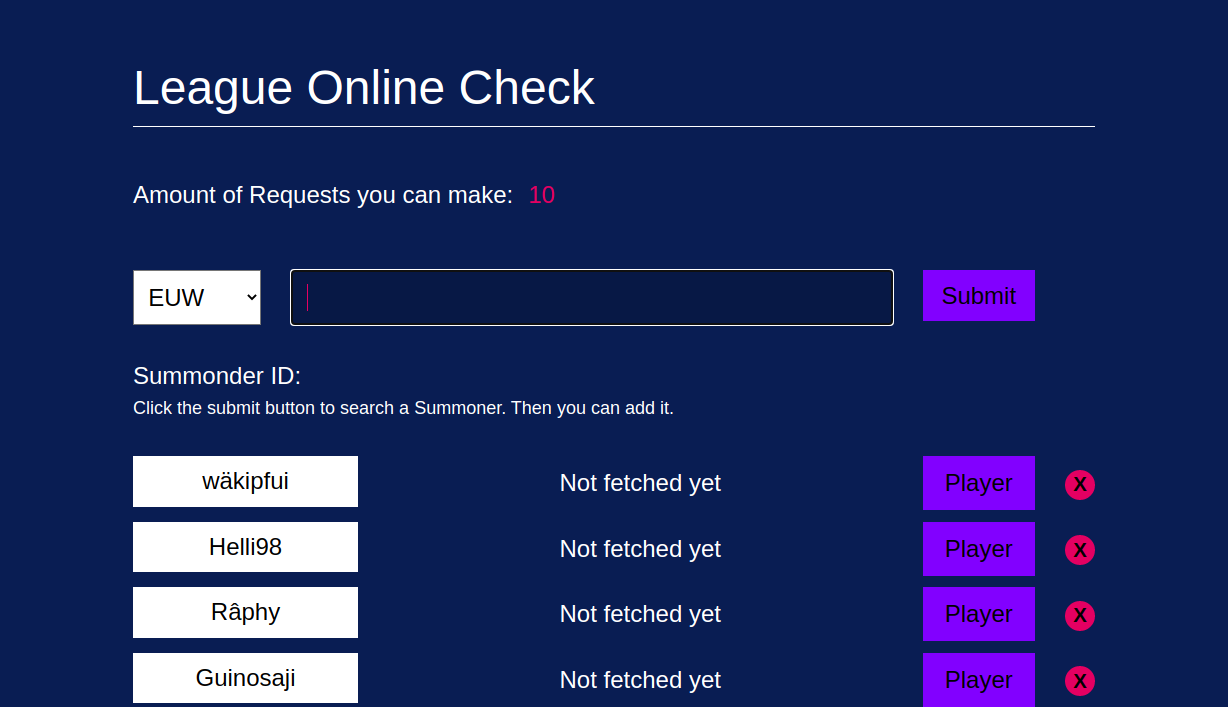 League Online Check
Amount of Requests you can make: 10
EUW Submit
Summonder ID:
Click the submit button to search a Summoner. Then you can add it.
wäkipfui Not fetched yet Player X
Helli98 Not fetched yet Player X
Râphy Not fetched yet Player X
Guinosaji Not fetched yet Player X